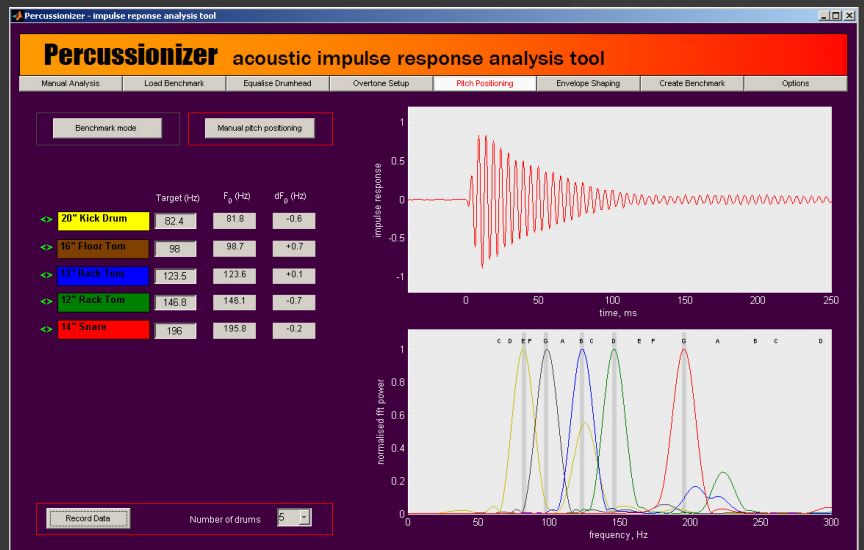 Percussionizer - impulse reponse analysis tool
Percussionizer acoustic impulse response analysis tool
Manual Analysis Load Benchmark Equalise Drumhead Overtone Setup Pitch Positioning Envelope Shaping Create Benchmark Options
Benchmark mode Manual pitch positioning
Target (Hz) F0 (Hz) dF0 (Hz)
<> 20" Kick Drum 82.4 81.8 -0.6
<> 16" Floor Tom 98 98.7 +0.7
<> 13" Rack Tom 123.5 123.6 +0.1
<> 12" Rack Tom 146.8 146.1 -0.7
<> 14" Snare 196 195.8 -0.2
Record Data Number of drums 5
impulse response
1
0.5
0
-0.5
-1
0 50 100 150 200 250
time, ms
normalised fft power
C D E F G A B C D E F G A B C D
1
0.8
0.6
0.4
0.2
0
0 50 100 150 200 250 300
frequency, Hz